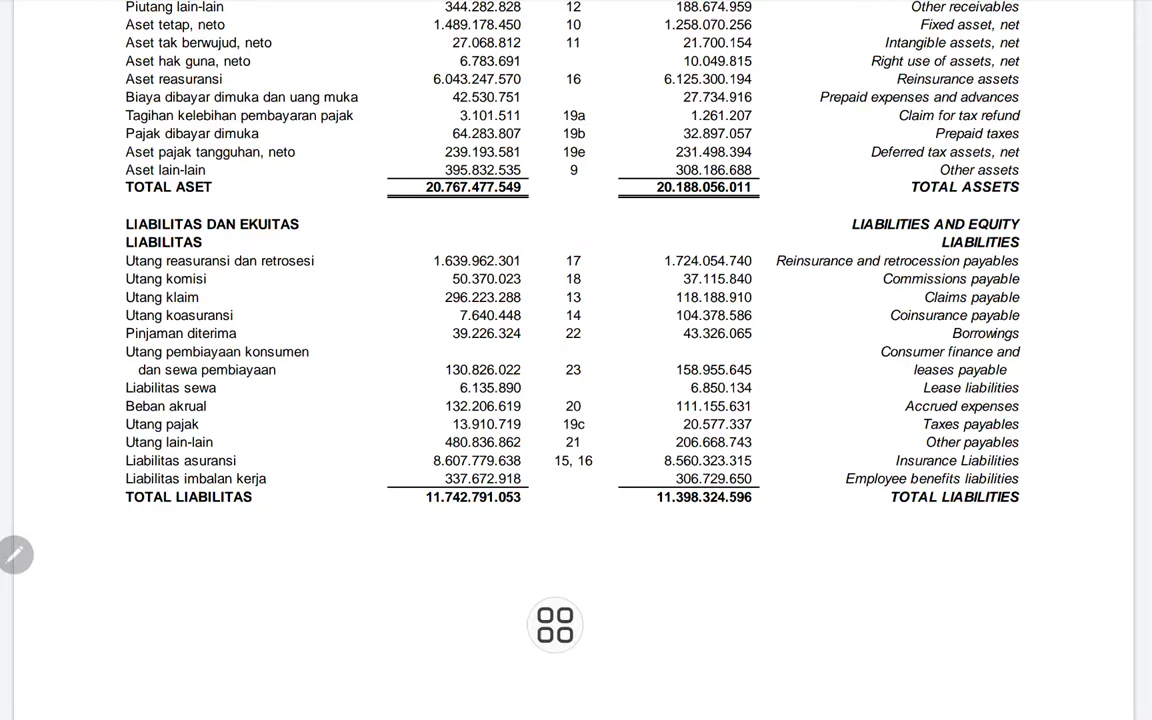 Piutang lain-lain 344.282.828 12 188.674.959 Other receivables
Aset tetap, neto 1.489.178.450 10 1.258.070.256 Fixed asset, net
Aset tak berwujud, neto 27.068.812 11 21.700.154 Intangible assets, net
Aset hak guna, neto 6.783.691 10.049.815 Right use of assets, net
Aset reasuransi 6.043.247.570 16 6.125.300.194 Reinsurance assets
Biaya dibayar dimuka dan uang muka 42.530.751 27.734.916 Prepaid expenses and advances
Tagihan kelebihan pembayaran pajak 3.101.511 19a 1.261.207 Claim for tax refund
Pajak dibayar dimuka 64.283.807 19b 32.897.057 Prepaid taxes
Aset pajak tangguhan, neto 239.193.581 19e 231.498.394 Deferred tax assets, net
Aset lain-lain 395.832.535 9 308.186.688 Other assets
TOTAL ASET 20.767.477.549 20.188.056.011 TOTAL ASSETS
LIABILITAS DAN EKUITAS LIABILITIES AND EQUITY
LIABILITAS LIABILITIES
Utang reasuransi dan retrosesi 1.639.962.301 17 1.724.054.740 Reinsurance and retrocession payables
Utang komisi 50.370.023 18 37.115.840 Commissions payable
Utang klaim 296.223.288 13 118.188.910 Claims payable
Utang koasuransi 7.640.448 14 104.378.586 Coinsurance payable
Pinjaman diterima 39.226.324 22 43.326.065 Borrowings
Utang pembiayaan konsumen Consumer finance and
dan sewa pembiayaan 130.826.022 23 158.955.645 leases payable
Liabilitas sewa 6.135.890 6.850.134 Lease liabilities
Beban akrual 132.206.619 20 111.155.631 Accrued expenses
Utang pajak 13.910.719 19c 20.577.337 Taxes payables
Utang lain-lain 480.836.862 21 206.668.743 Other payables
Liabilitas asuransi 8.607.779.638 15, 16 8.560.323.315 Insurance Liabilities
Liabilitas imbalan kerja 337.672.918 306.729.650 Employee benefits liabilities
TOTAL LIABILITAS 11.742.791.053 11.398.324.596 TOTAL LIABILITIES